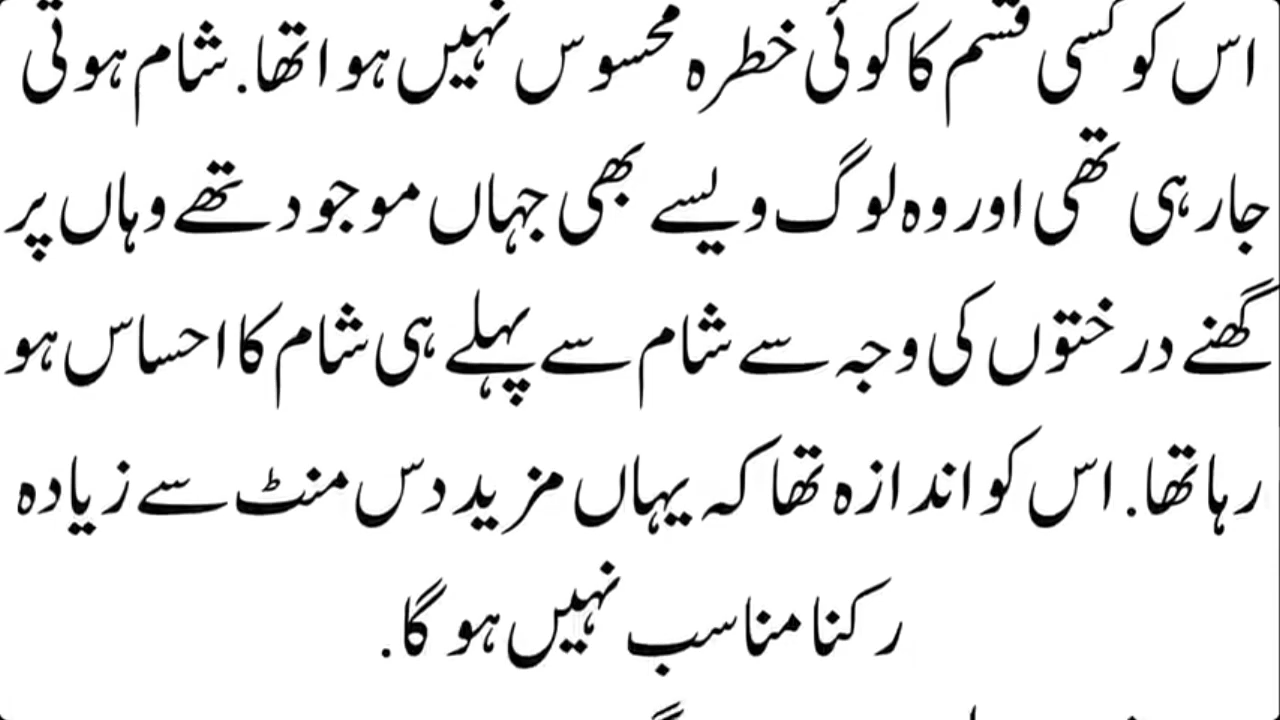 اس کو کسی قسم کا کوئی خطرہ محسوس نہیں ہوا تھا. شام ہوتی
جارہی تھی اور وہ لوگ ویسے بھی جہاں موجود تھے وہاں پر
گھنے درختوں کی وجہ سے شام سے پہلے ہی شام کا احساس ہو
رہا تھا. اس کو اندازہ تھا کہ یہاں مزید دس منٹ سے زیادہ
رکنا مناسب نہیں ہو گا.